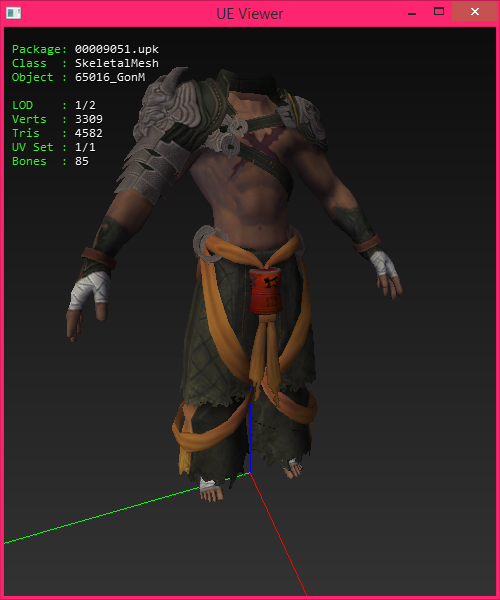 UE Viewer
Package: 00009051.upk
Class  : SkeletalMesh
Object : 65016_GonM
LOD    : 1/2
Verts  : 3309
Tris   : 4582
UV Set : 1/1
Bones  : 85